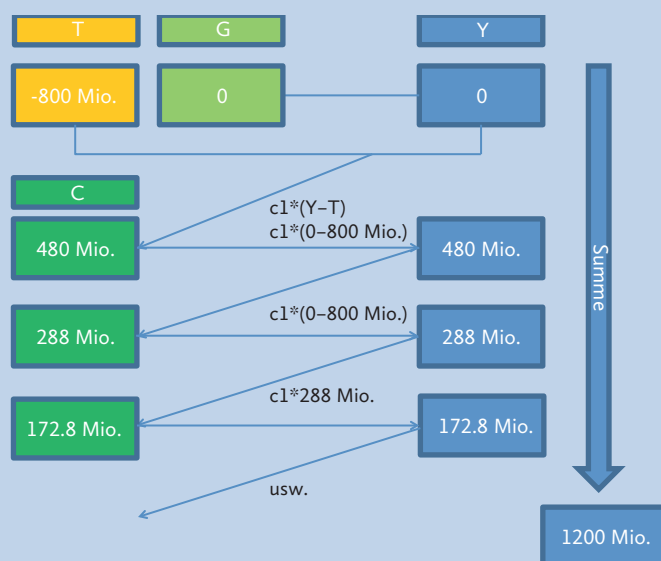 T
G
Y
-800 Mio.
0
0
C
c1*(Y–T)
c1*(0–800 Mio.)
480 Mio.
480 Mio.
Summe
c1*(0–800 Mio.)
288 Mio.
288 Mio.
c1*288 Mio.
172.8 Mio.
172.8 Mio.
usw.
1200 Mio.